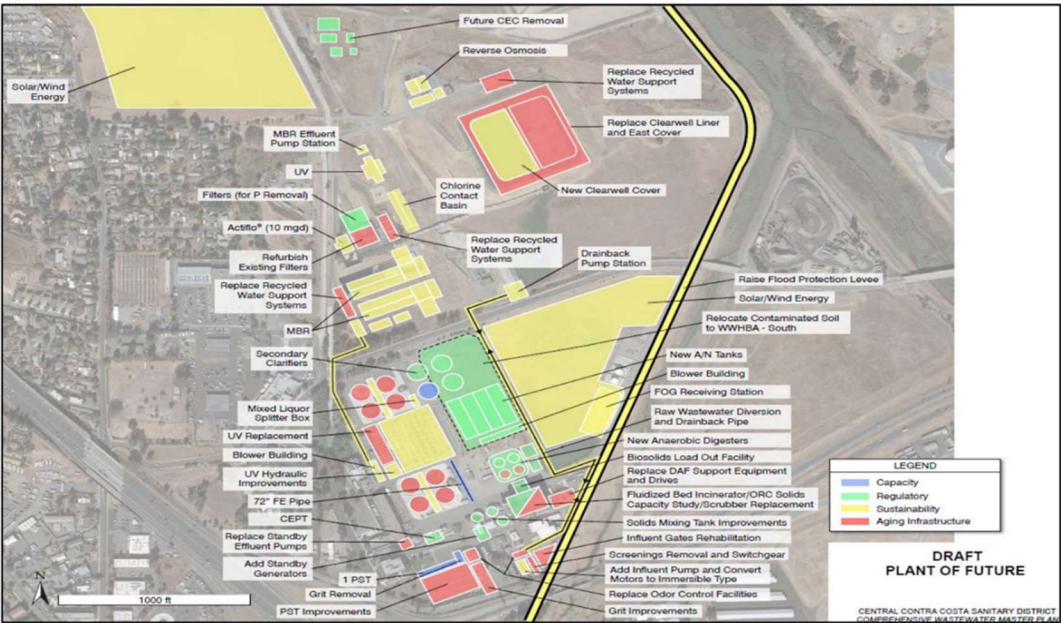 Future CEC Removal
Reverse Osmosis
Solar/Wind
Energy
Replace Recycled
Water Support
Systems
Replace Clearwell Liner
and East Cover
MBR Effluent
Pump Station
UV
New Clearwell Cover
Filters (for P Removal)
Chlorine
Contact
Basin
Actiflo® (10 mgd)
Refurbish
Existing Filters
Replace Recycled
Water Support
Systems
Drainback
Pump Station
Replace Recycled
Water Support
Systems
Raise Flood Protection Levee
Solar/Wind Energy
MBR
Relocate Contaminated Soil
to WWHBA - South
Secondary
Clarifiers
New A/N Tanks
Blower Building
FOG Receiving Station
Mixed Liquor
Splitter Box
Raw Wastewater Diversion
and Drainback Pipe
UV Replacement
New Anaerobic Digesters
Blower Building
Biosolids Load Out Facility
UV Hydraulic
Improvements
Replace DAF Support Equipment
and Drives
72" FE Pipe
Fluidized Bed Incinerator/ORC Solids
Capacity Study/Scrubber Replacement
CEPT
Solids Mixing Tank Improvements
Replace Standby
Effluent Pumps
Influent Gates Rehabilitation
Screenings Removal and Switchgear
Add Standby
Generators
Add Influent Pump and Convert
Motors to Immersible Type
1 PST
Grit Removal
Replace Odor Control Facilities
PST Improvements
Grit Improvements
LEGEND
Capacity
Regulatory
Sustainability
Aging Infrastructure
N
1000 ft
DRAFT
PLANT OF FUTURE
CENTRAL CONTRA COSTA SANITARY DISTRICT
COMPREHENSIVE WASTEWATER MASTER PLAN